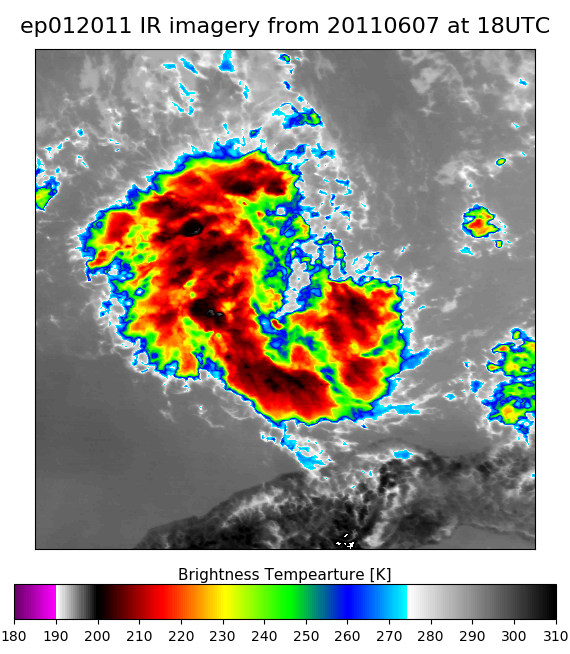 ep012011 IR imagery from 20110607 at 18UTC
Brightness Tempearture [K]
180 190 200 210 220 230 240 250 260 270 280 290 300 310